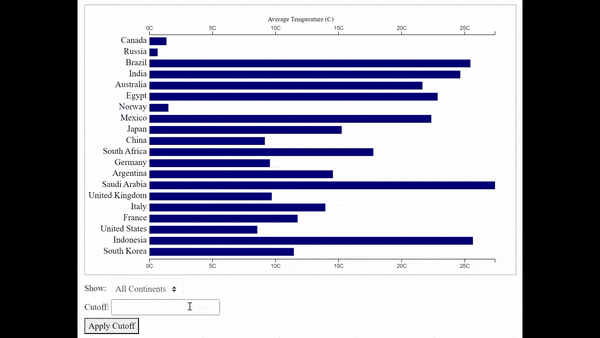 Average Temperature (C)
0C 5C 10C 15C 20C 25C
Canada
Russia
Brazil
India
Australia
Egypt
Norway
Mexico
Japan
China
South Africa
Germany
Argentina
Saudi Arabia
United Kingdom
Italy
France
United States
Indonesia
South Korea
0C 5C 10C 15C 20C 25C
Show: All Continents
Cutoff:
Apply Cutoff